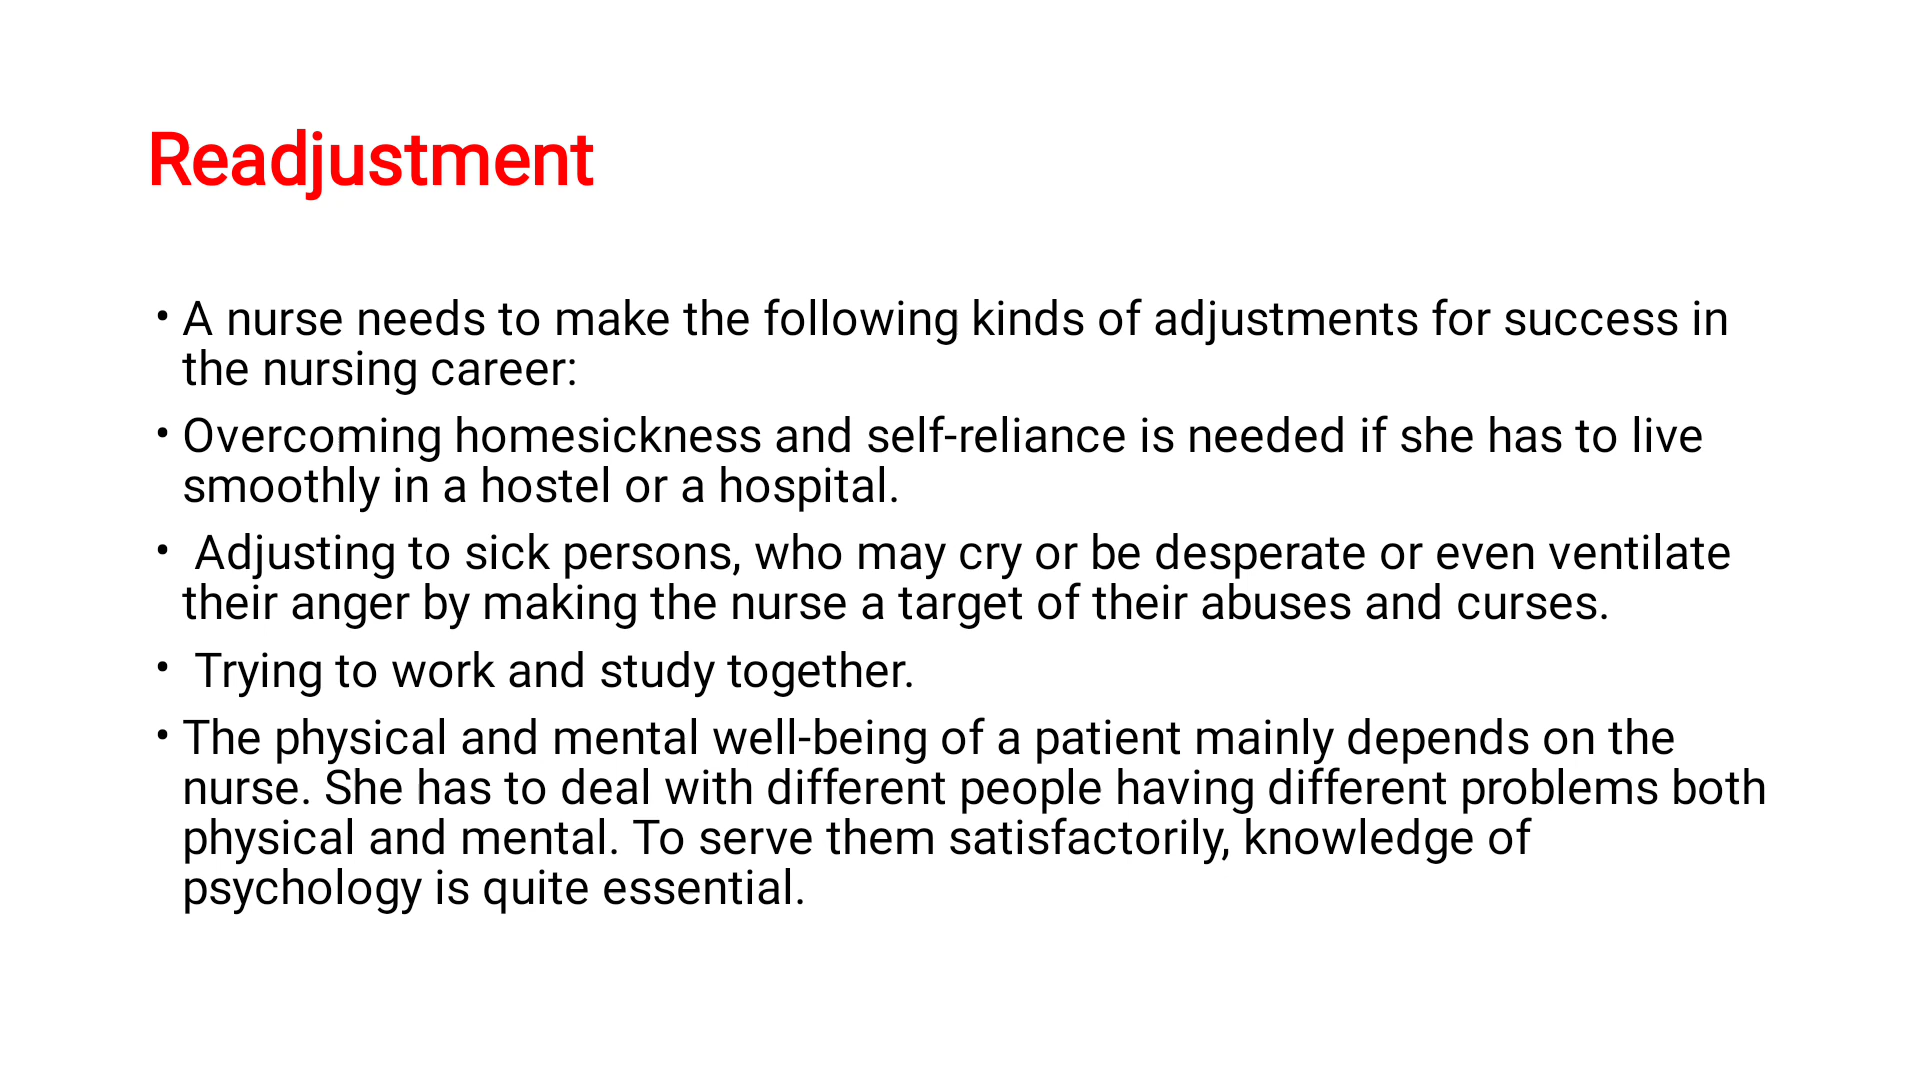 Readjustment
• A nurse needs to make the following kinds of adjustments for success in
the nursing career:
• Overcoming homesickness and self-reliance is needed if she has to live
smoothly in a hostel or a hospital.
• Adjusting to sick persons, who may cry or be desperate or even ventilate
their anger by making the nurse a target of their abuses and curses.
• Trying to work and study together.
• The physical and mental well-being of a patient mainly depends on the
nurse. She has to deal with different people having different problems both
physical and mental. To serve them satisfactorily, knowledge of
psychology is quite essential.